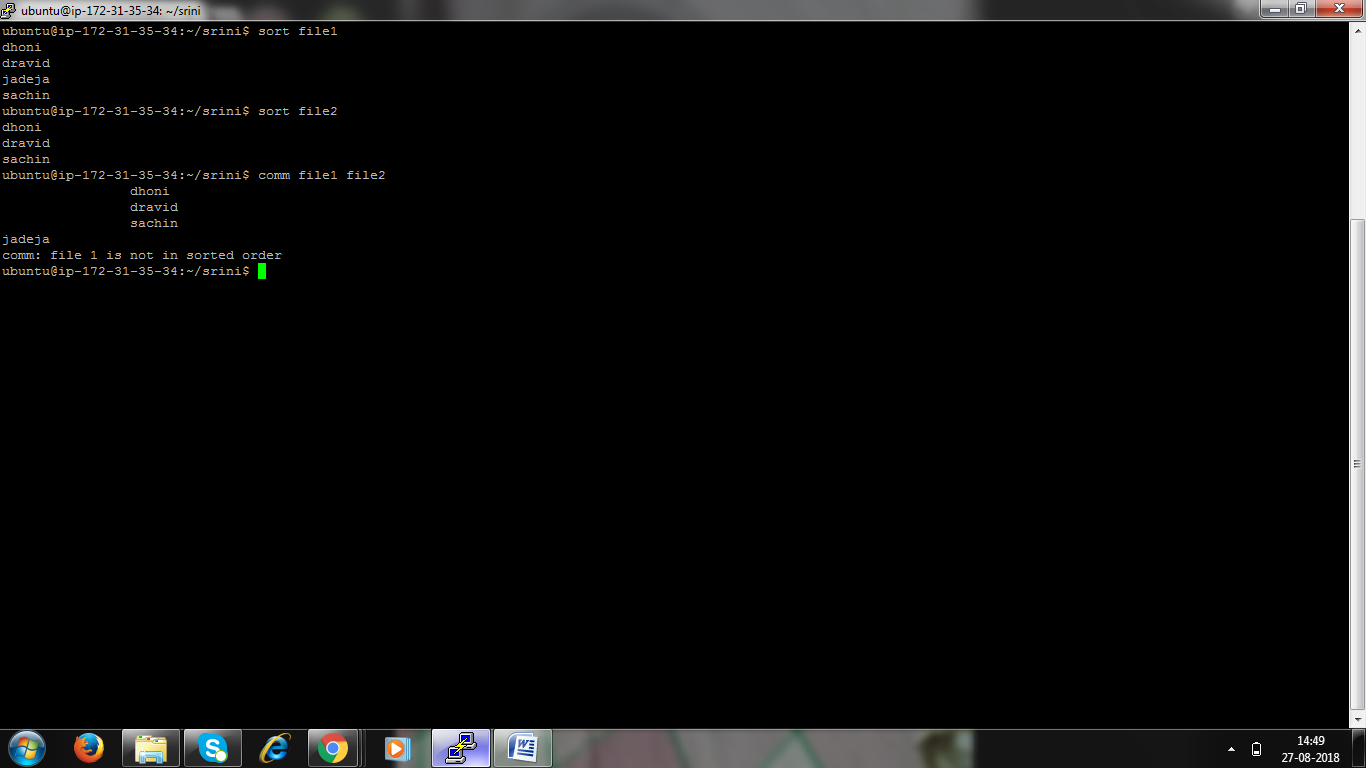 ubuntu@ip-172-31-35-34: ~/srini
ubuntu@ip-172-31-35-34:~/srini$ sort file1
dhoni
dravid
jadeja
sachin
ubuntu@ip-172-31-35-34:~/srini$ sort file2
dhoni
dravid
sachin
ubuntu@ip-172-31-35-34:~/srini$ comm file1 file2
                dhoni
                dravid
                sachin
jadeja
comm: file 1 is not in sorted order
ubuntu@ip-172-31-35-34:~/srini$
14:49
27-08-2018